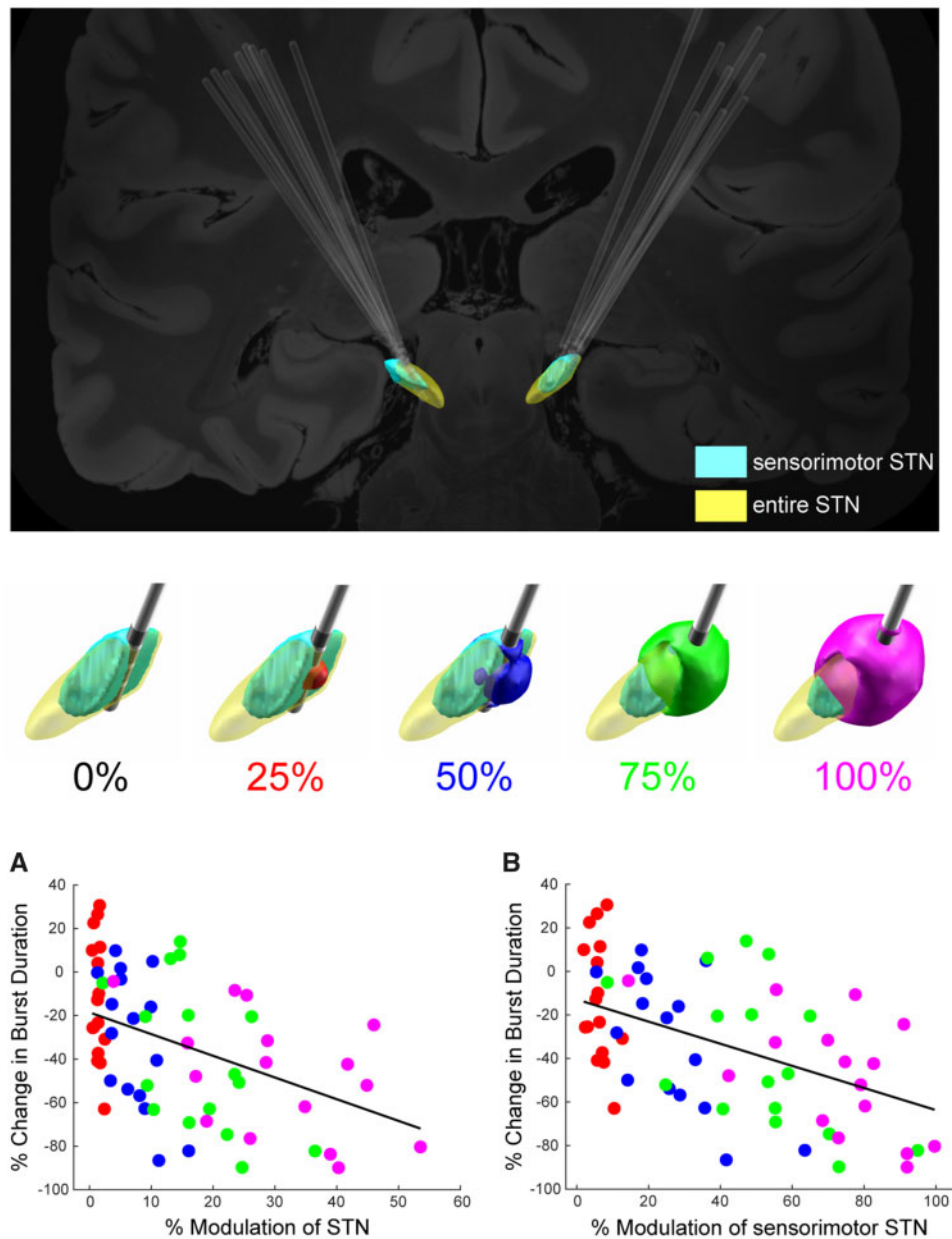 sensorimotor STN
entire STN
0% 25% 50% 75% 100%
A
% Change in Burst Duration
40
20
0
-20
-40
-60
-80
-100
0 10 20 30 40 50 60
% Modulation of STN
B
% Change in Burst Duration
40
20
0
-20
-40
-60
-80
-100
0 20 40 60 80 100
% Modulation of sensorimotor STN